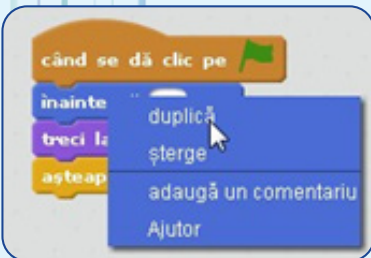 când se dă clic pe
înainte
treci la
așteap
duplică
șterge
adaugă un comentariu
Ajutor